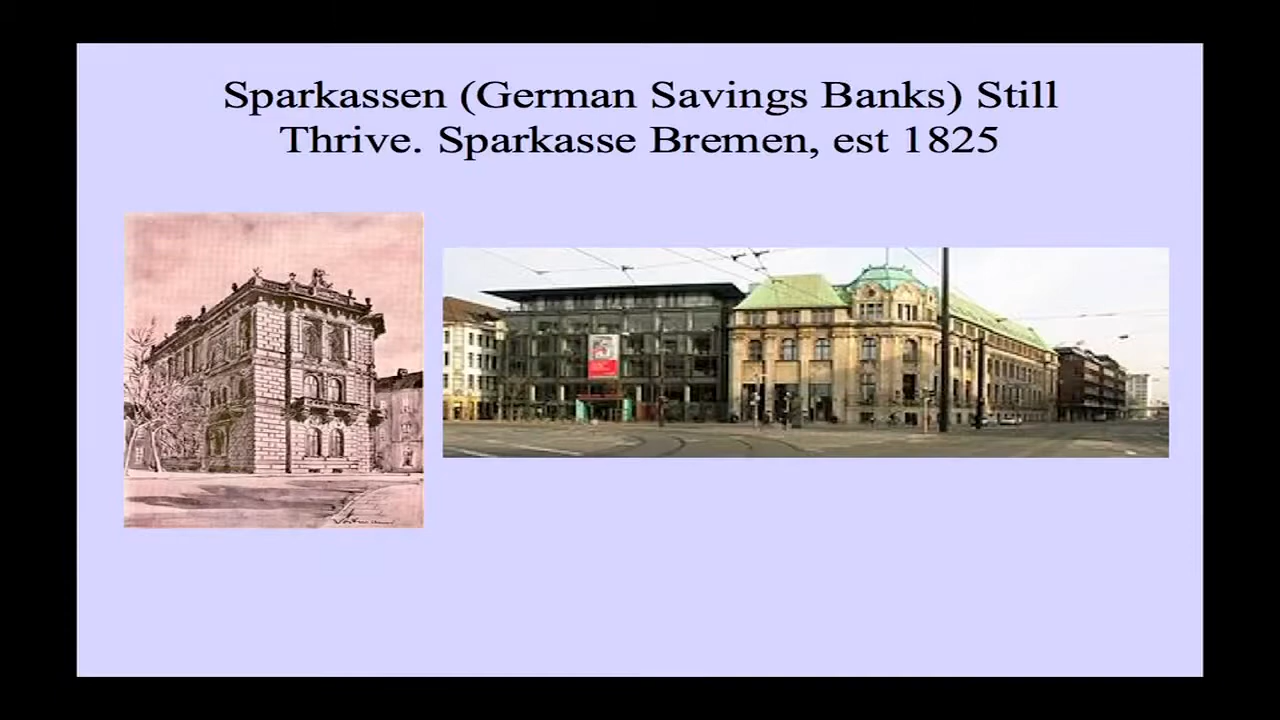 Sparkassen (German Savings Banks) Still
Thrive. Sparkasse Bremen, est 1825